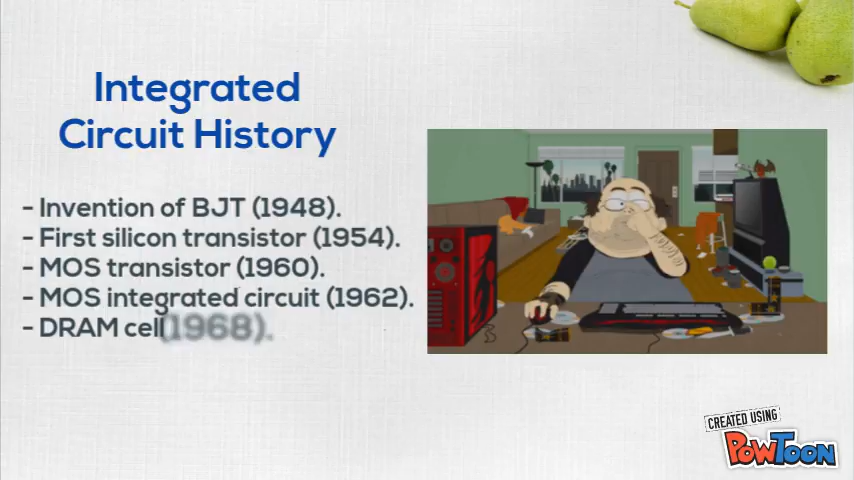 Integrated
Circuit History
- Invention of BJT (1948).
- First silicon transistor (1954).
- MOS transistor (1960).
- MOS integrated circuit (1962).
- DRAM cell (1968).
CREATED USING
POWTOON